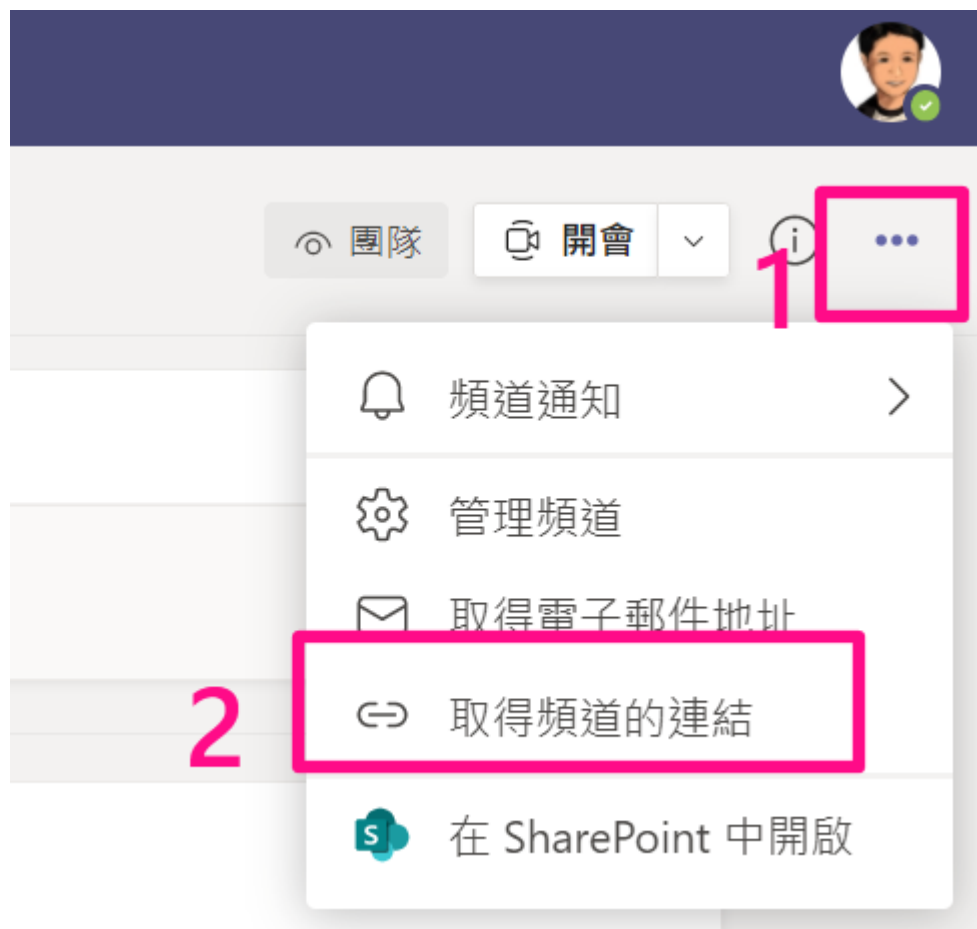 團隊
開會
1
頻道通知
管理頻道
取得電子郵件地址
2
取得頻道的連結
在 SharePoint 中開啟